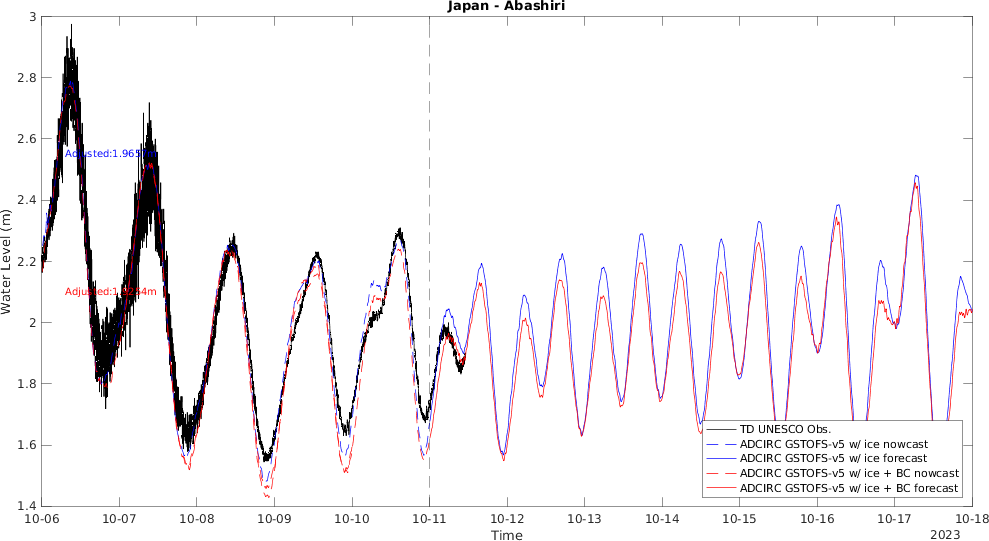 Japan - Abashiri
3
2.8
2.6
2.4
2.2
2
1.8
1.6
1.4
Water Level (m)
10-06
10-07
10-08
10-09
10-10
10-11
10-12
10-13
10-14
10-15
10-16
10-17
10-18
Time
2023
TD UNESCO Obs.
ADCIRC GSTOFS-v5 w/ ice nowcast
ADCIRC GSTOFS-v5 w/ ice forecast
ADCIRC GSTOFS-v5 w/ ice + BC nowcast
ADCIRC GSTOFS-v5 w/ ice + BC forecast